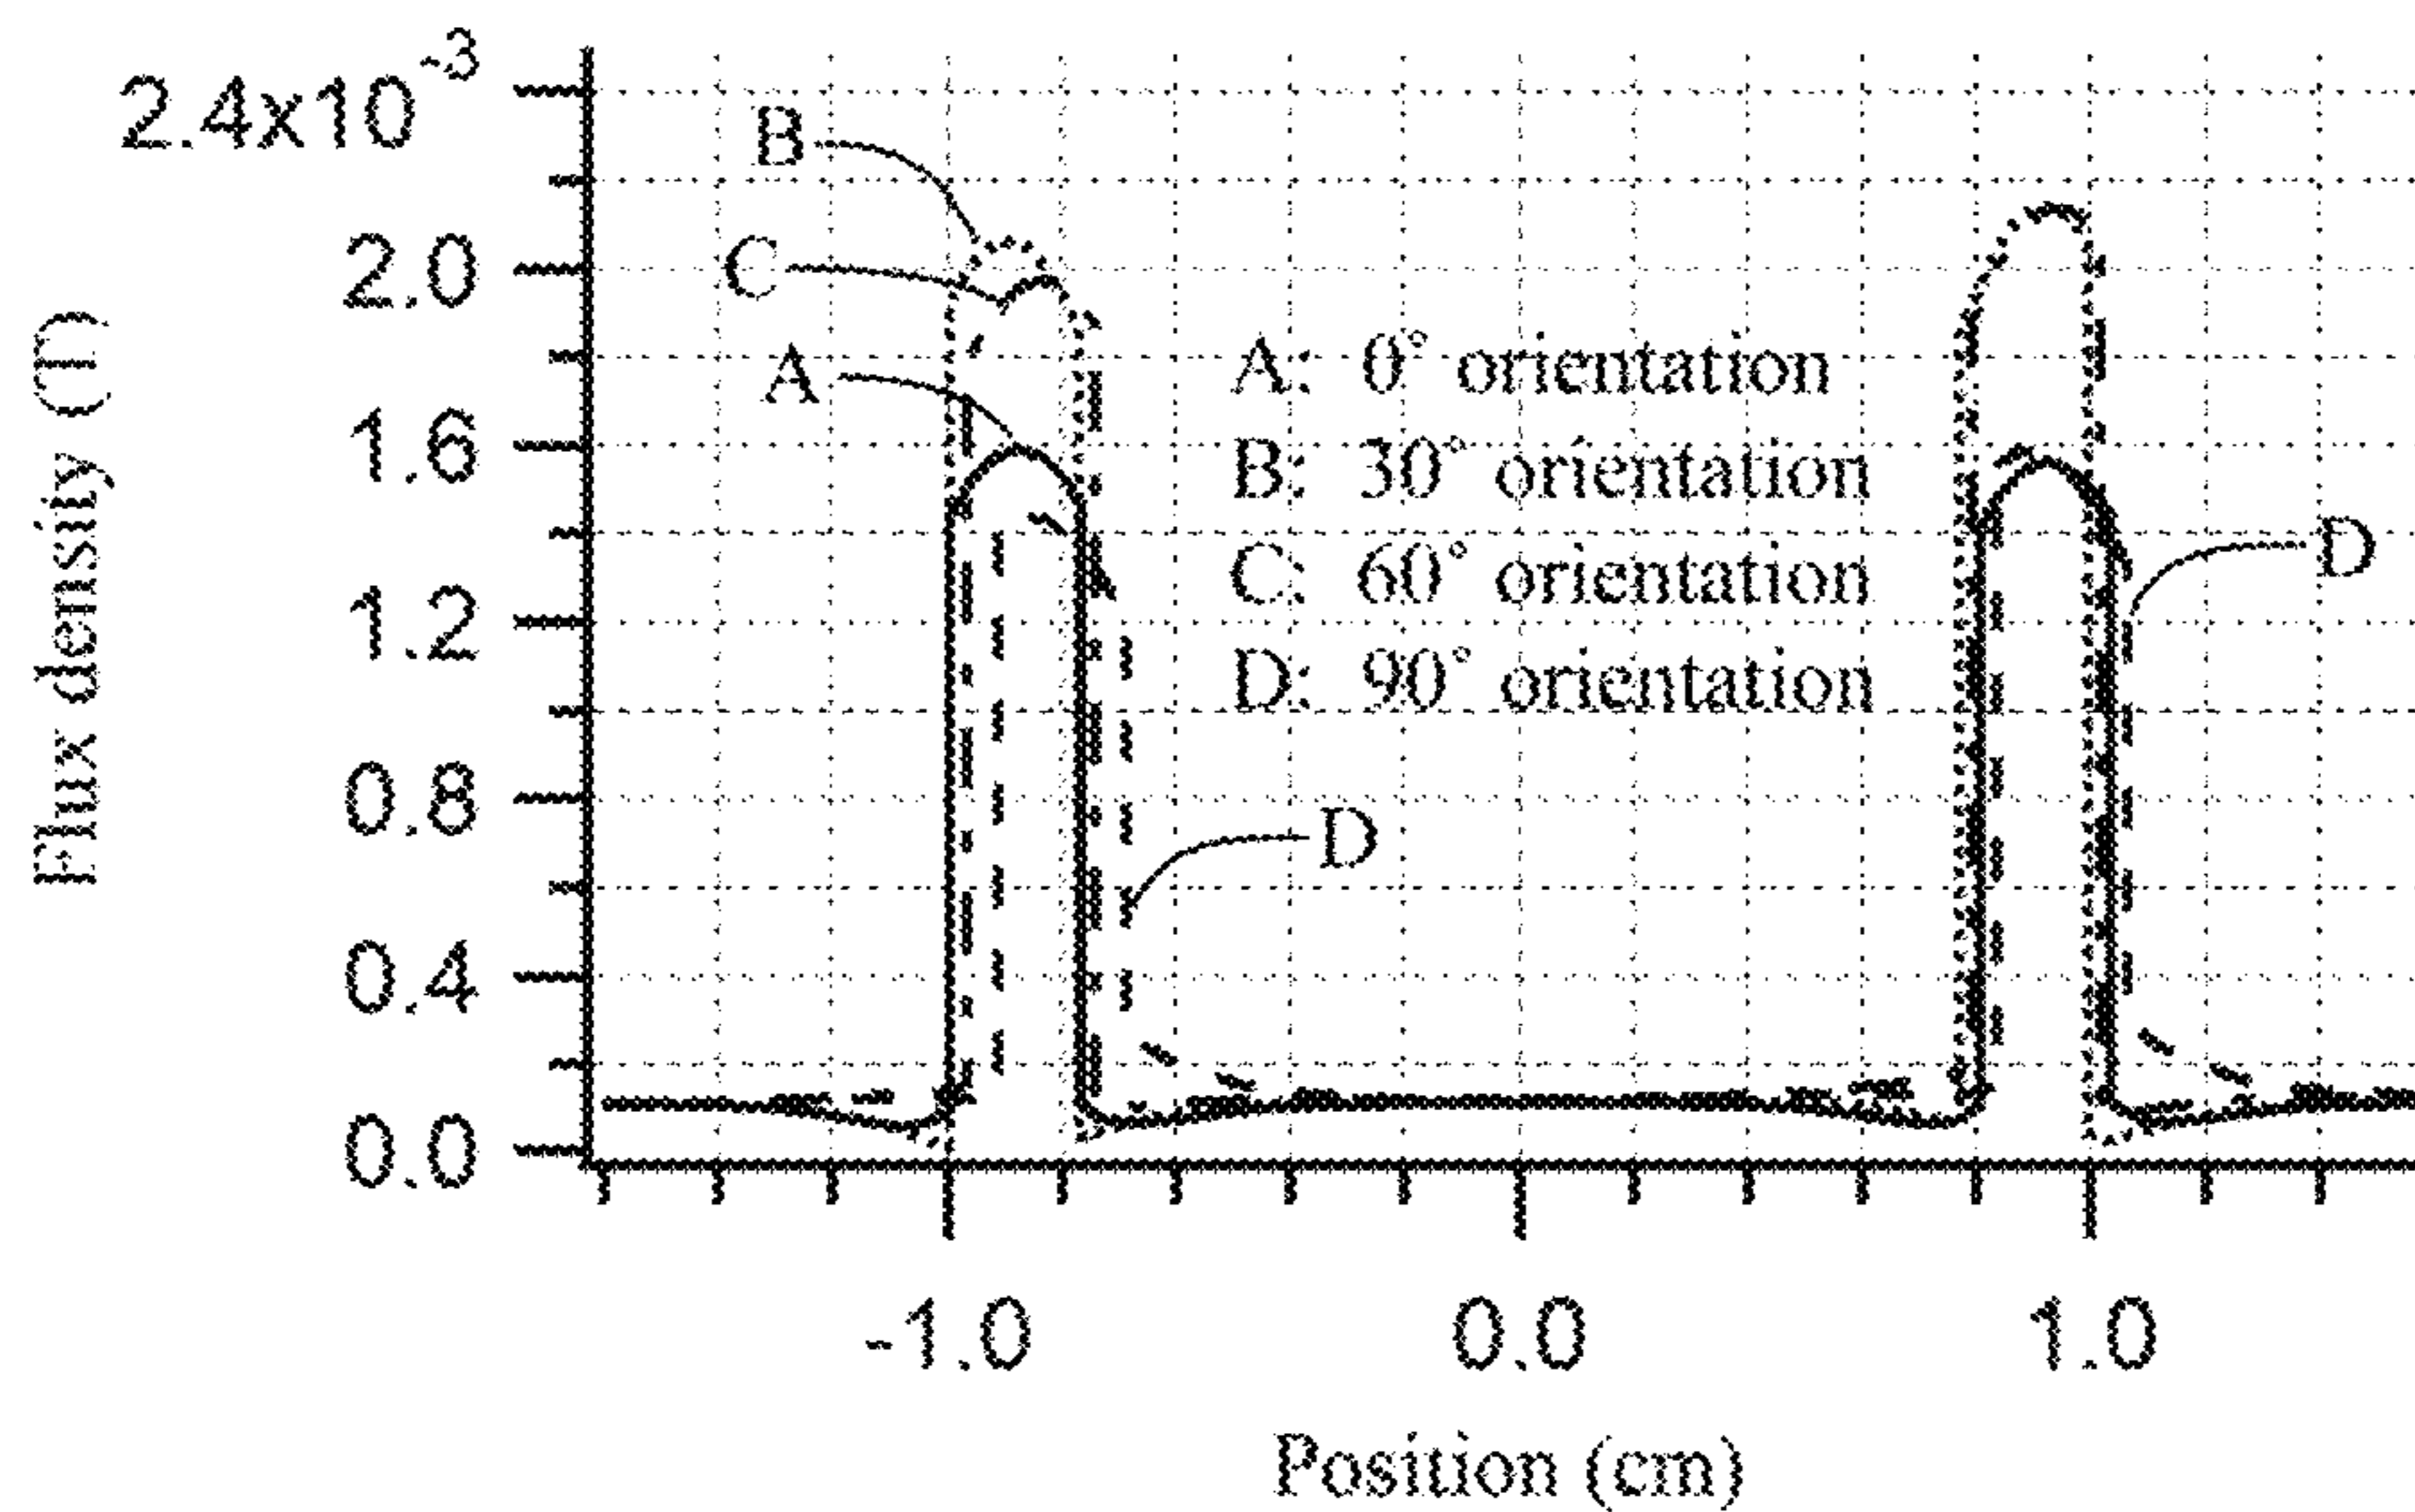 2.4x10-3
B
2.0
C
A
1.6
A: 0° orientation
B: 30° orientation
D
C: 60° orientation
1.2
D: 90° orientation
0.8
D
0.4
0.0
Flux density (T)
-1.0 0.0 1.0
Position (cm)